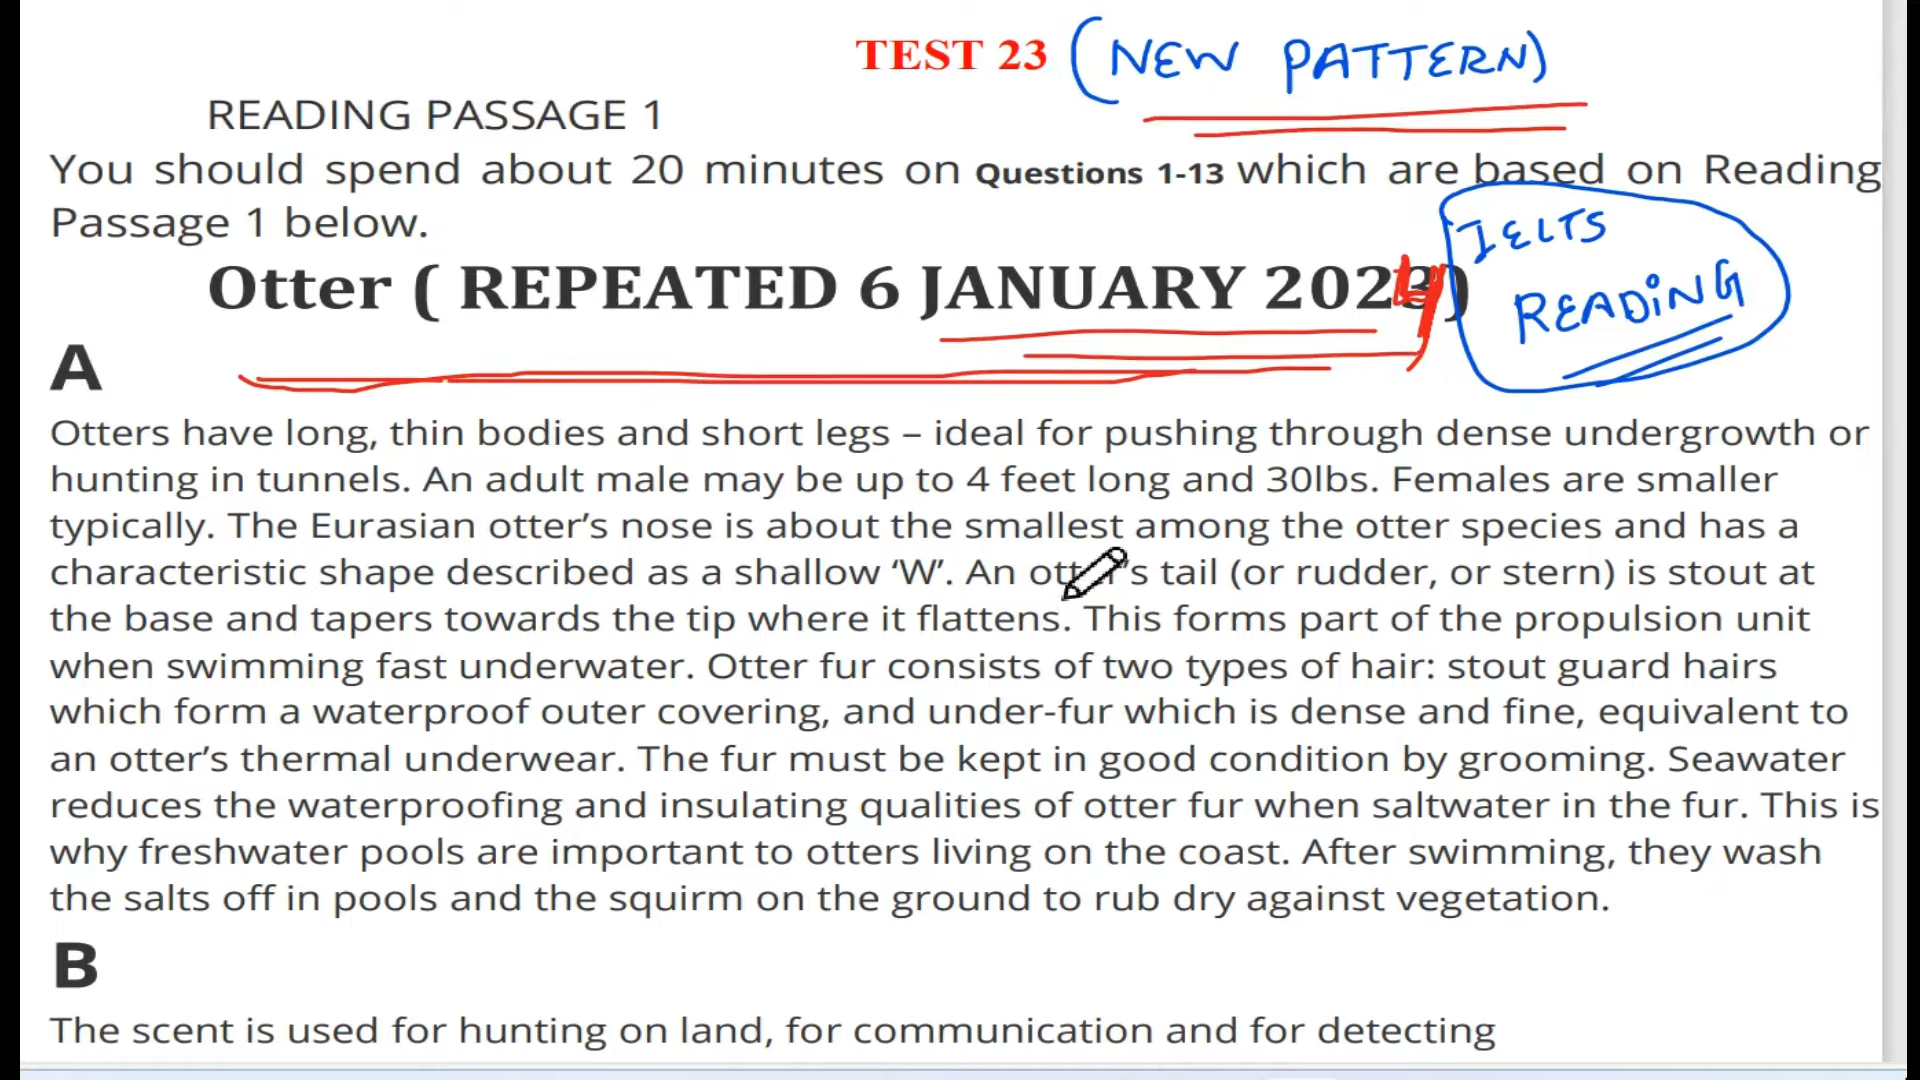 TEST 23 (NEW PATTERN)
READING PASSAGE 1
You should spend about 20 minutes on Questions 1-13 which are based on Reading
Passage 1 below.
IELTS
READING
Otter ( REPEATED 6 JANUARY 2024)
A
Otters have long, thin bodies and short legs – ideal for pushing through dense undergrowth or
hunting in tunnels. An adult male may be up to 4 feet long and 30lbs. Females are smaller
typically. The Eurasian otter’s nose is about the smallest among the otter species and has a
characteristic shape described as a shallow ‘W’. An otter’s tail (or rudder, or stern) is stout at
the base and tapers towards the tip where it flattens. This forms part of the propulsion unit
when swimming fast underwater. Otter fur consists of two types of hair: stout guard hairs
which form a waterproof outer covering, and under-fur which is dense and fine, equivalent to
an otter’s thermal underwear. The fur must be kept in good condition by grooming. Seawater
reduces the waterproofing and insulating qualities of otter fur when saltwater in the fur. This is
why freshwater pools are important to otters living on the coast. After swimming, they wash
the salts off in pools and the squirm on the ground to rub dry against vegetation.
B
The scent is used for hunting on land, for communication and for detecting